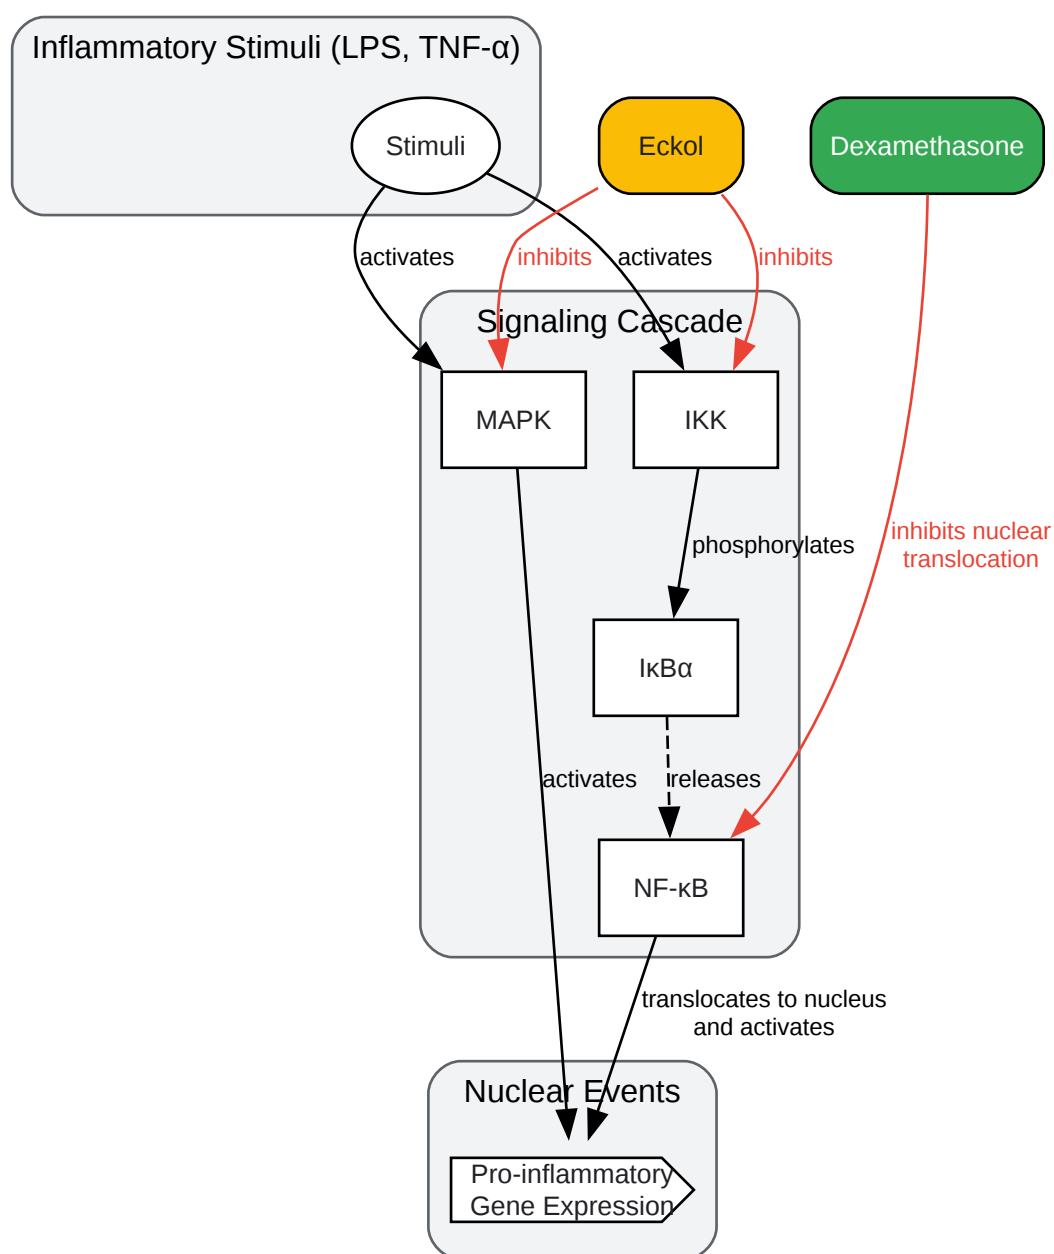 Inflammatory Stimuli (LPS, TNF-α)
Stimuli
Eckol
Dexamethasone
activates
inhibits
activates
inhibits
Signaling Cascade
MAPK
IKK
phosphorylates
inhibits nuclear
translocation
IκBα
activates
releases
NF-κB
translocates to nucleus
and activates
Nuclear Events
Pro-inflammatory
Gene Expression